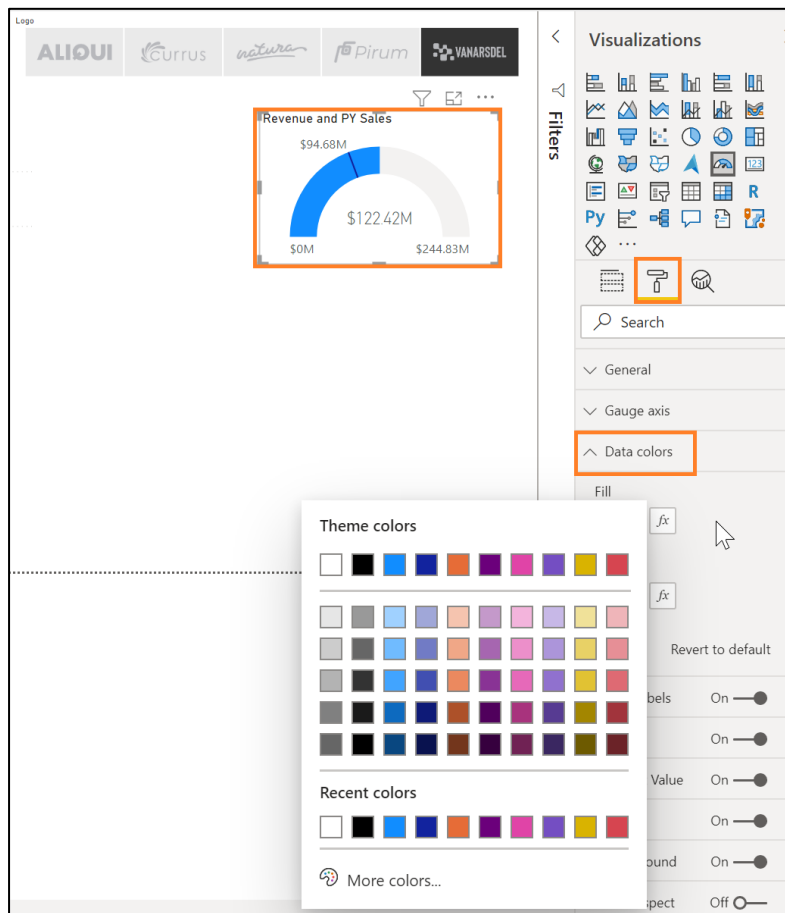 Logo
ALIQUI
Currus
natura
Pirum
VANARSDEL
Revenue and PY Sales
$94.68M
$122.42M
$0M
$244.83M
Filters
Visualizations
123
R
Py
Search
General
Gauge axis
Data colors
Fill
fx
fx
Revert to default
bels On
On
Value On
On
ound On
spect Off
Theme colors
Recent colors
More colors...